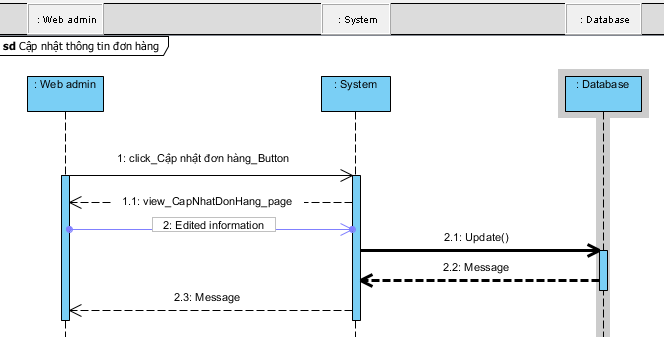 : Web admin
: System
: Database
sd Cập nhật thông tin đơn hàng
: Web admin
: System
: Database
1: click_Cập nhật đơn hàng_Button
1.1: view_CapNhatDonHang_page
2: Edited information
2.1: Update()
2.2: Message
2.3: Message